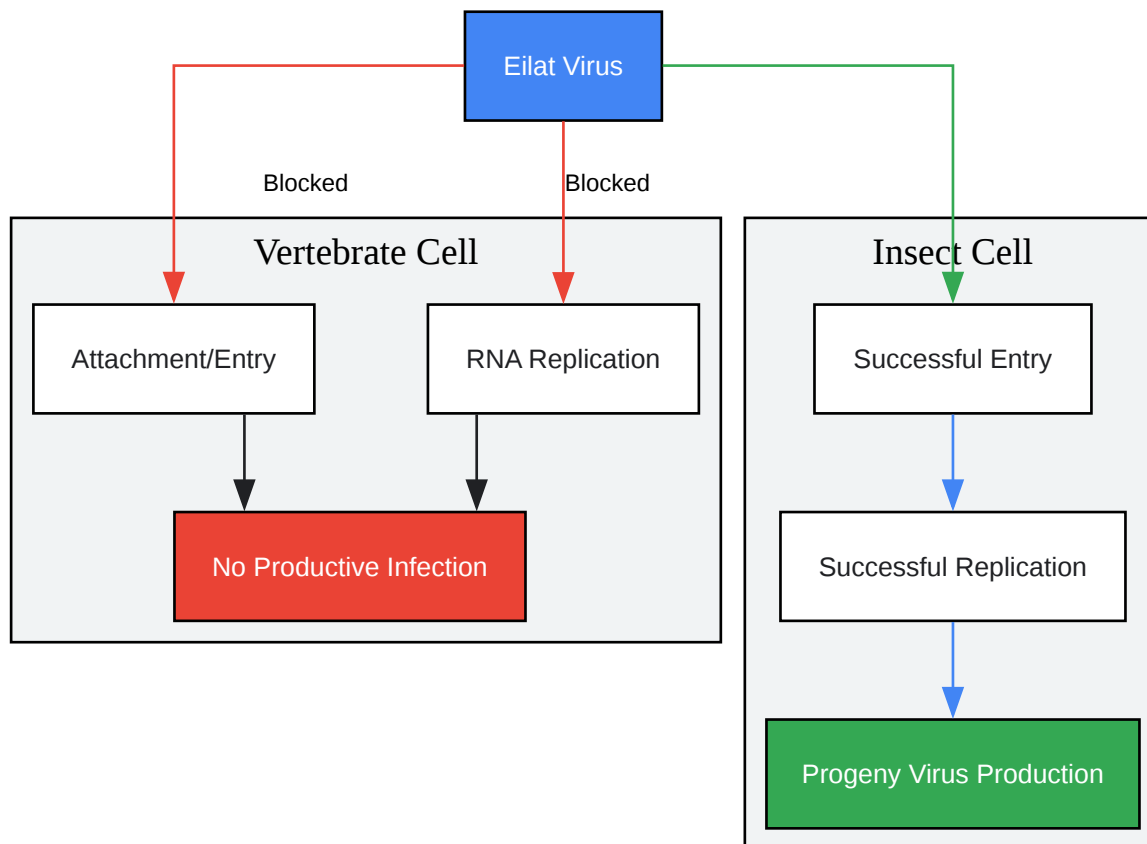 Eilat Virus
Blocked
Blocked
Vertebrate Cell
Insect Cell
Attachment/Entry
RNA Replication
Successful Entry
No Productive Infection
Successful Replication
Progeny Virus Production